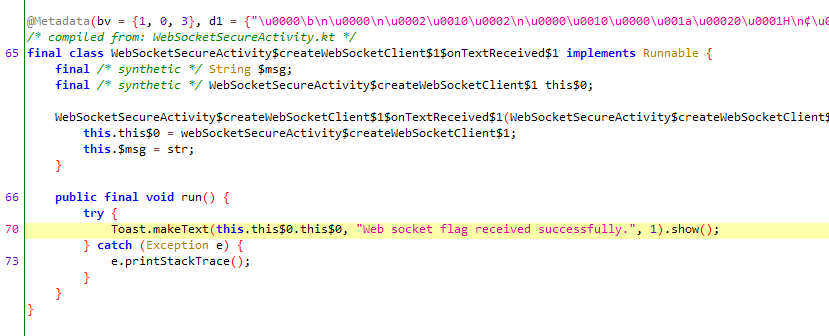 @Metadata(bv = {1, 0, 3}, d1 = {"\u0000\b\n\u0000\n\u0002\u0010\u0002\n\u0000\u0010\u0000\u001a\u00020\u0001H\n¢\u0
/* compiled from: WebSocketSecureActivity.kt */
65 final class WebSocketSecureActivity$createWebSocketClient$1$onTextReceived$1 implements Runnable {
final /* synthetic */ String $msg;
final /* synthetic */ WebSocketSecureActivity$createWebSocketClient$1 this$0;
WebSocketSecureActivity$createWebSocketClient$1$onTextReceived$1(WebSocketSecureActivity$createWebSocketClient$
this.this$0 = webSocketSecureActivity$createWebSocketClient$1;
this.$msg = str;
}
66 public final void run() {
try {
70 Toast.makeText(this.this$0.this$0, "Web socket flag received successfully.", 1).show();
} catch (Exception e) {
73 e.printStackTrace();
}
}
}